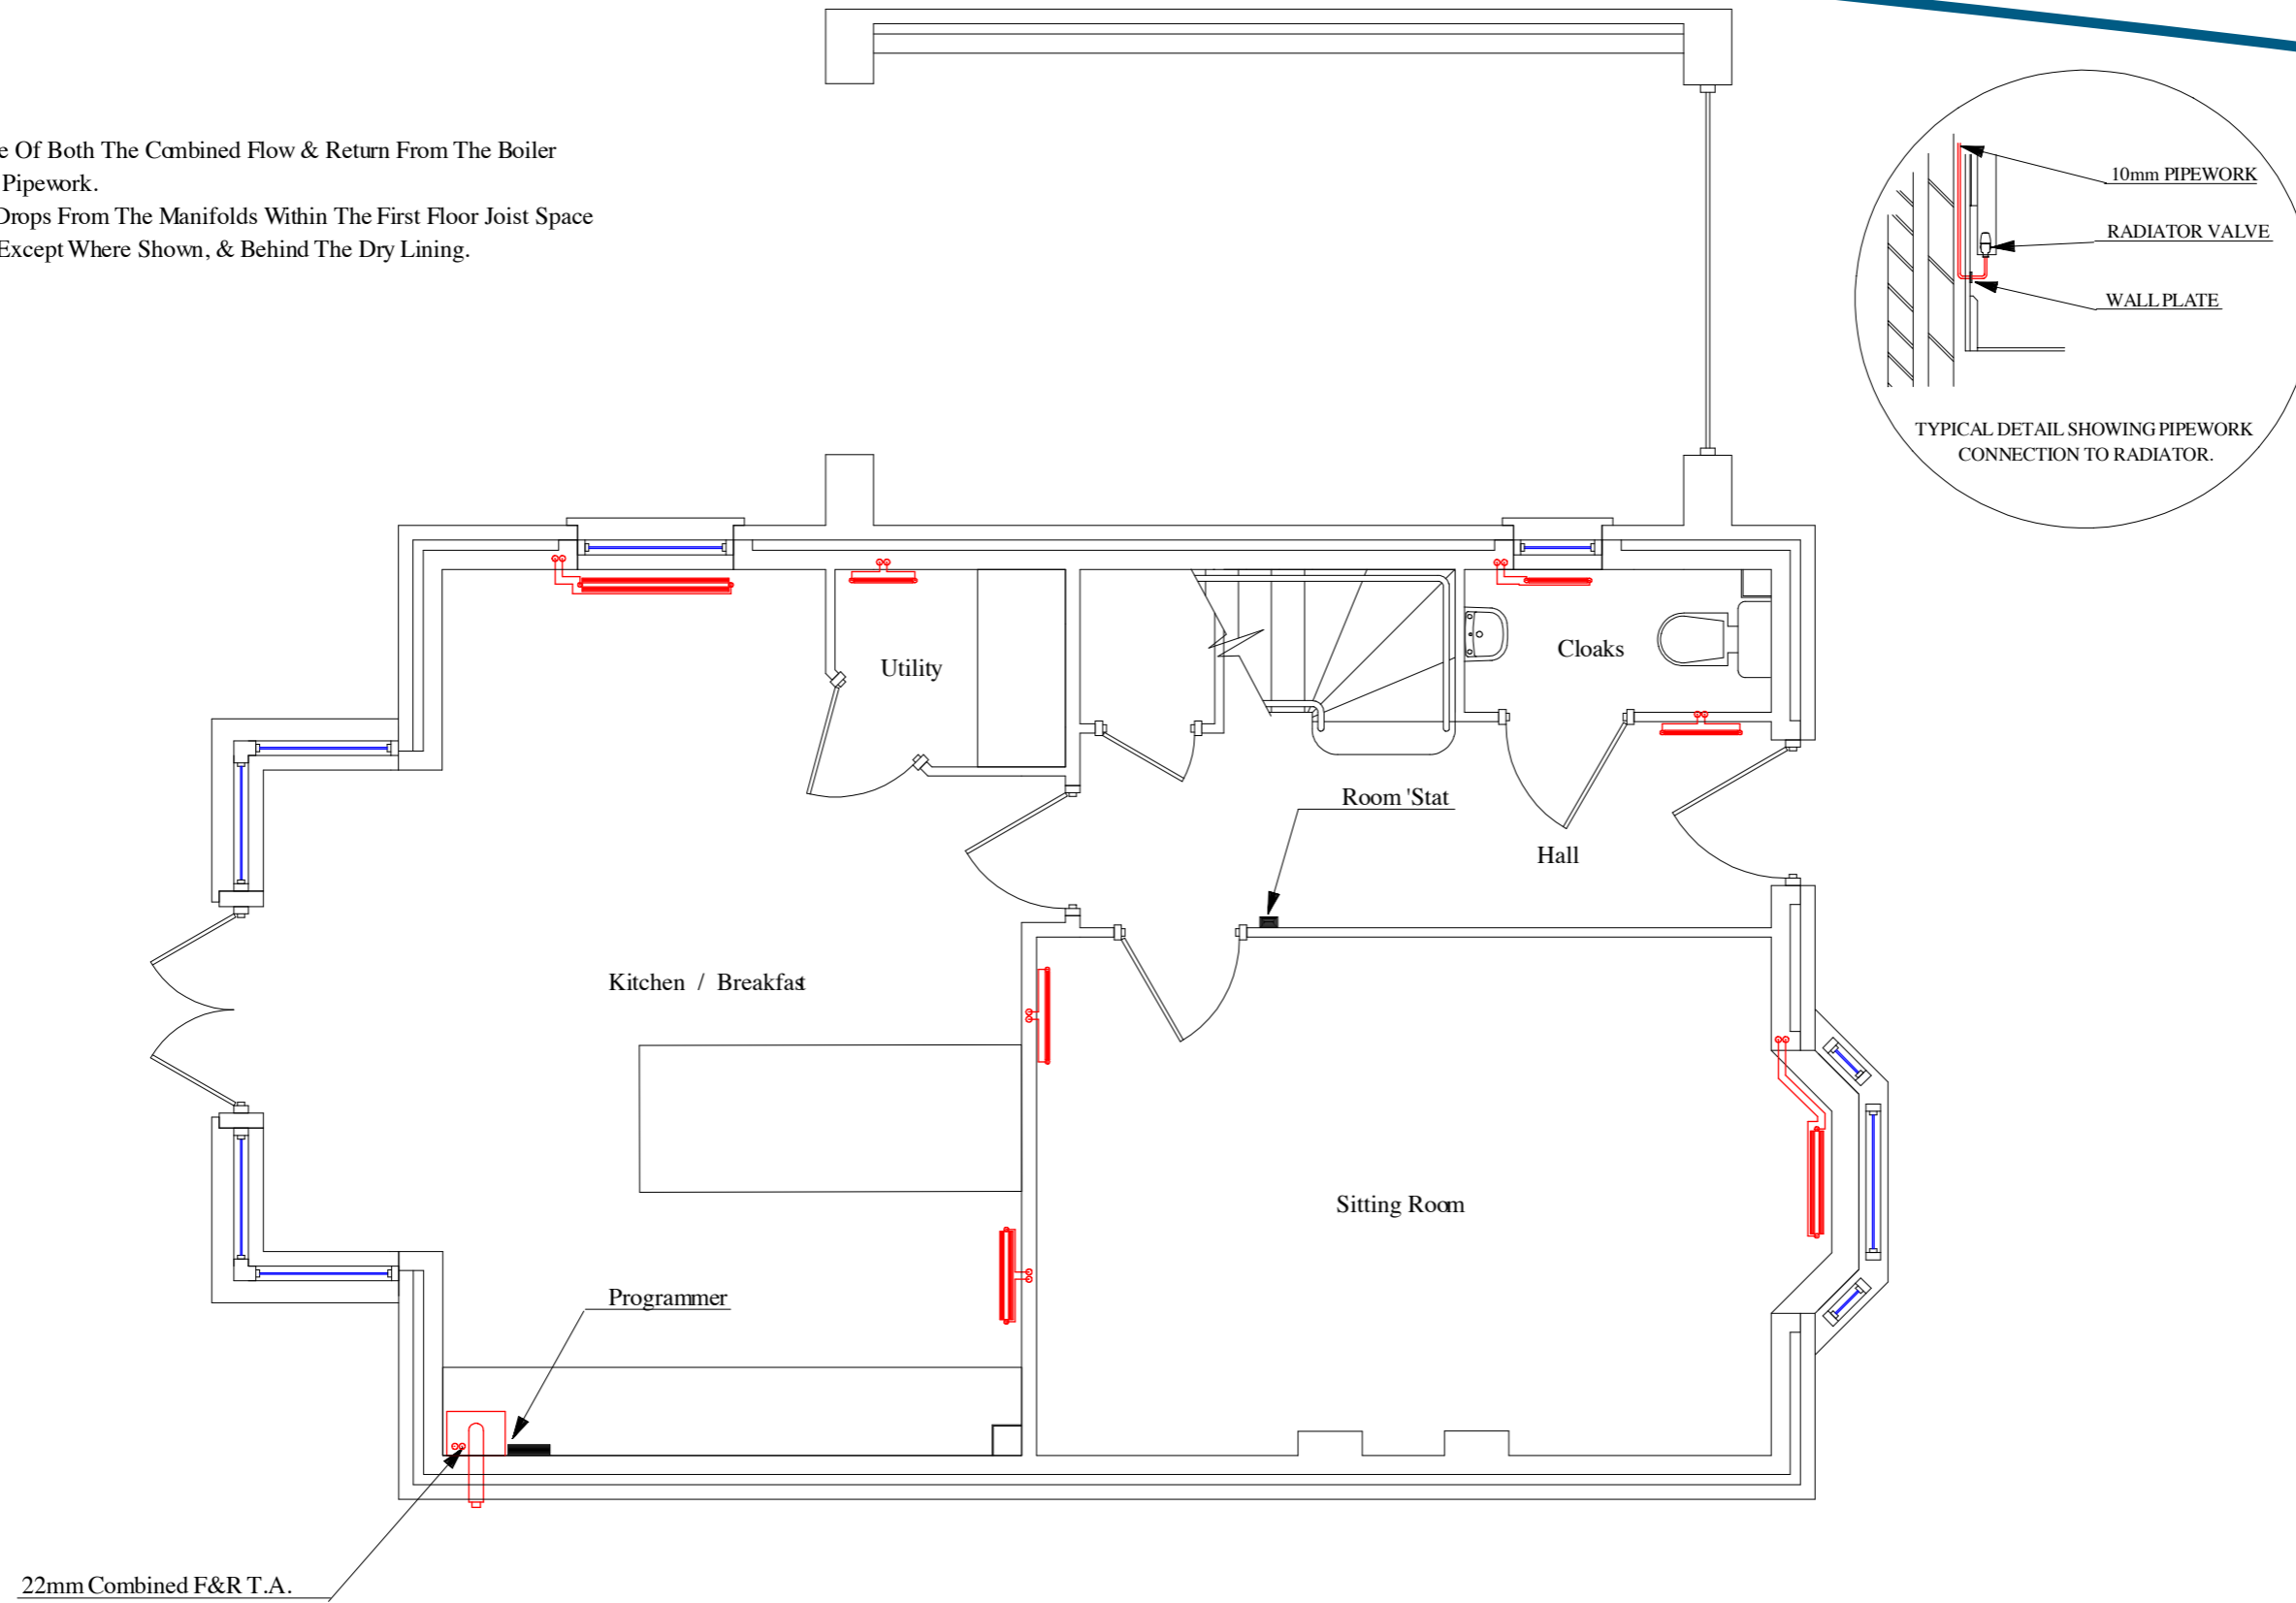 e Of Both The Combined Flow & Return From The Boiler
Pipework.
Drops From The Manifolds Within The First Floor Joist Space
Except Where Shown, & Behind The Dry Lining.
10mm PIPEWORK
RADIATOR VALVE
WALL PLATE
TYPICAL DETAIL SHOWING PIPEWORK
CONNECTION TO RADIATOR.
Utility
Cloaks
Room 'Stat
Hall
Kitchen / Breakfast
Sitting Room
Programmer
22mm Combined F&R T.A.